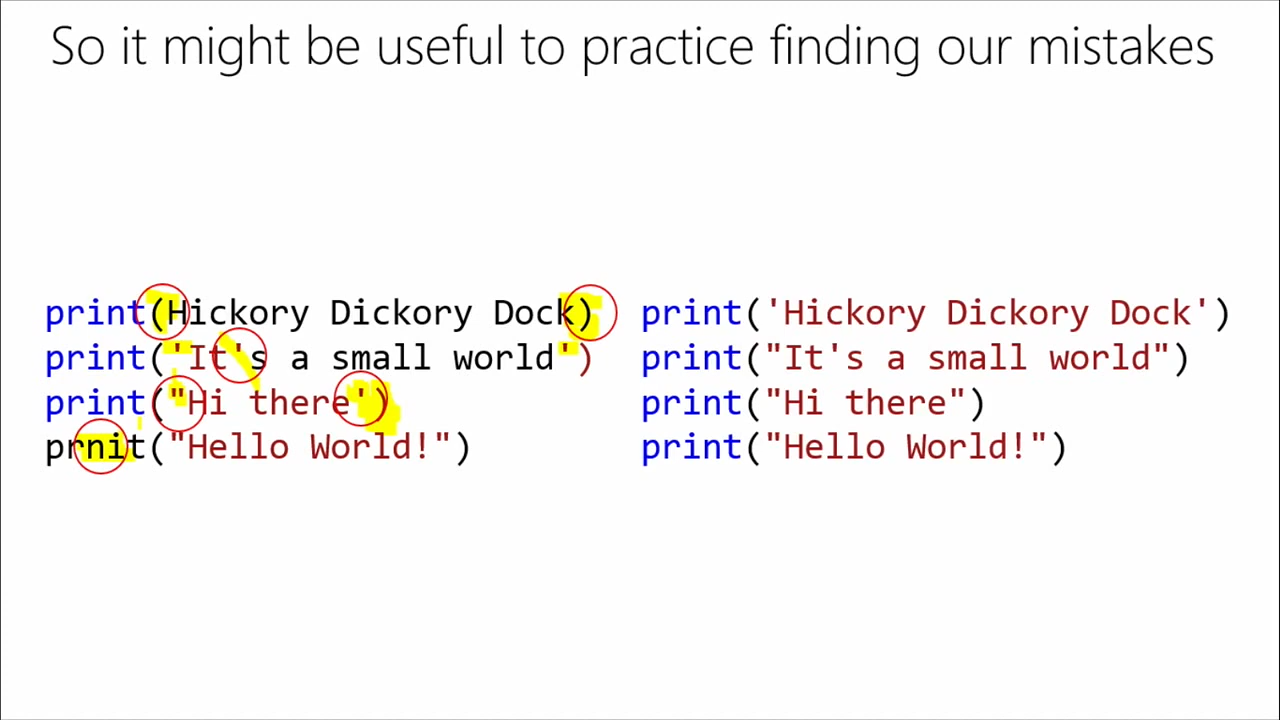 So it might be useful to practice finding our mistakes
print(Hickory Dickory Dock)
print('It's a small world')
print("Hi there')
prnit("Hello World!")
print('Hickory Dickory Dock')
print("It's a small world")
print("Hi there")
print("Hello World!")